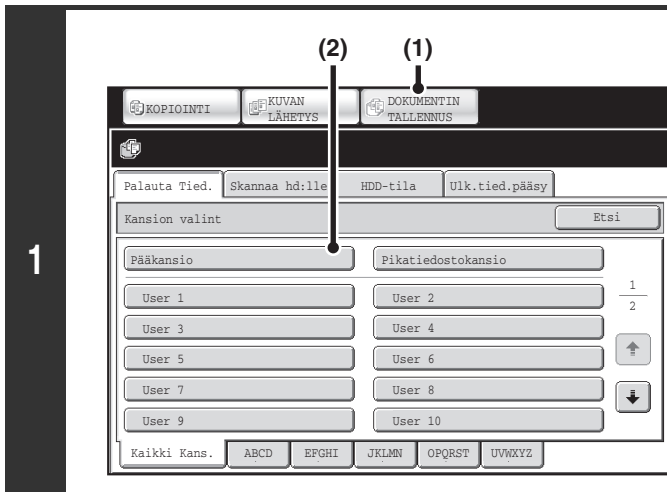 (2) (1)
KOPIOINTI
KUVAN
LÄHETYS
DOKUMENTIN
TALLENNUS
Palauta Tied. Skannaa hd:lle HDD-tila Ulk.tied.pääsy
Kansion valint Etsi
1
Pääkansio Pikatiedostokansio
User 1 User 2
1
2
User 3 User 4
User 5 User 6
User 7 User 8
User 9 User 10
Kaikki Kans. ABCD EFGHI JKLMN OPQRST UVWXYZ